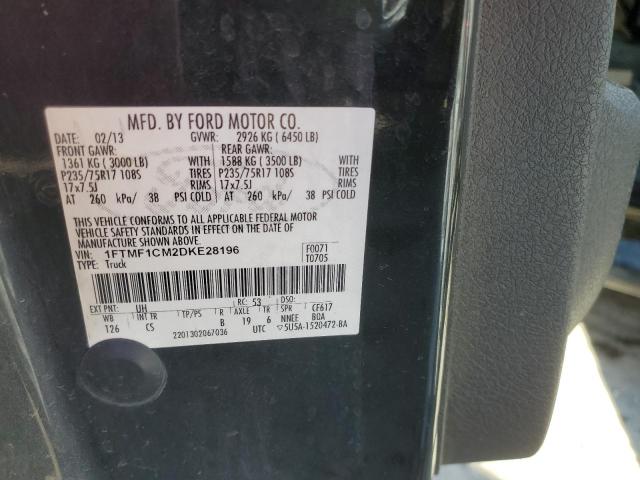 MFD. BY FORD MOTOR CO.
DATE: 02/13 GVWR: 2926 KG ( 6450 LB)
FRONT GAWR: REAR GAWR:
1361 KG ( 3000 LB) WITH 1588 KG ( 3500 LB) WITH
P235/75R17 108S TIRES P235/75R17 108S TIRES
17x7.5J RIMS 17x7.5J RIMS
AT 260 kPa/ 38 PSI COLD AT 260 kPa/ 38 PSI COLD
THIS VEHICLE CONFORMS TO ALL APPLICABLE FEDERAL MOTOR
VEHICLE SAFETY STANDARDS IN EFFECT ON THE DATE OF
MANUFACTURE SHOWN ABOVE.
VIN: 1FTMF1CM2DKE28196 F0071
TYPE: Truck T0705
EXT PNT: UH RC: 53 DSO:
WB INT TR TP/PS R AXLE TR SPR CF617
126 CS B 19 6 NNEE BQA
2201302067036 UTC ▽5U5A-1520472-BA